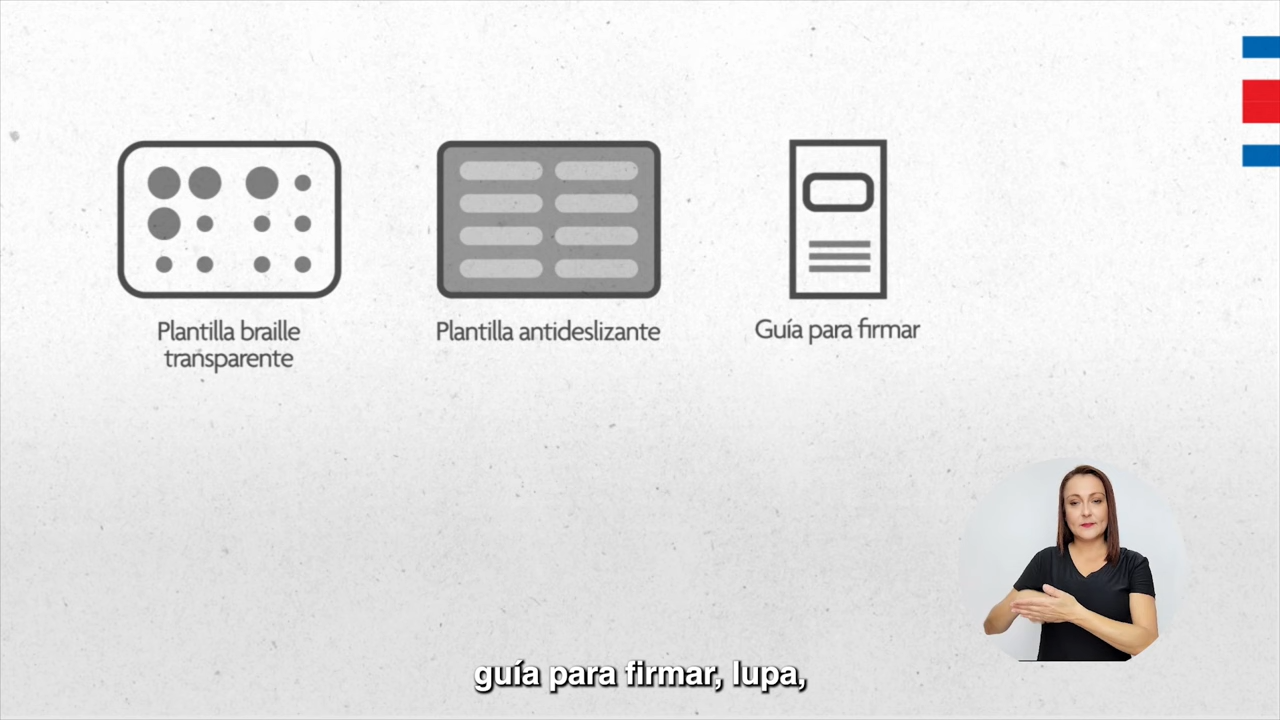 Plantilla braille
transparente
Plantilla antideslizante
Guía para firmar
guía para firmar, lupa,